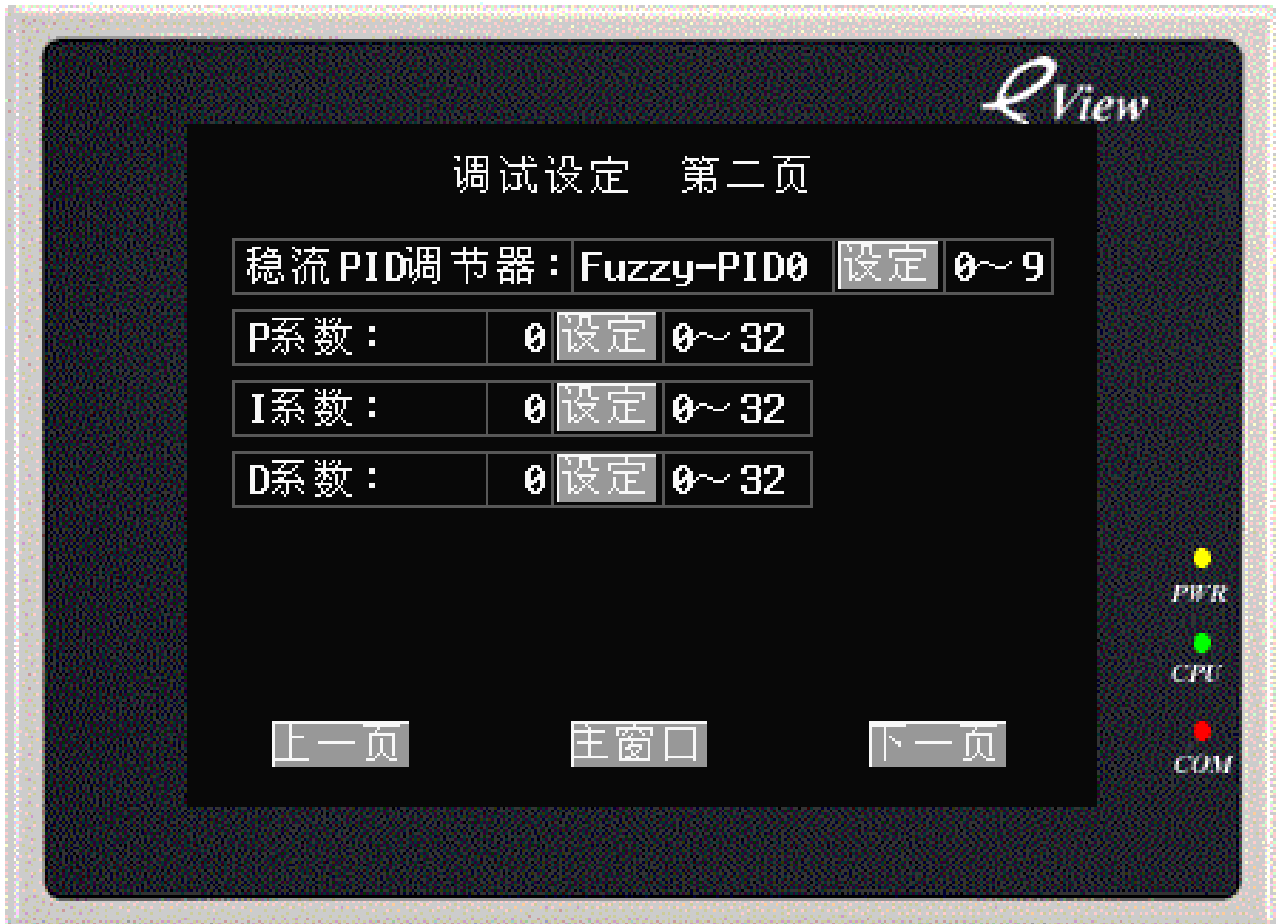 eView
调试设定 第二页
稳流PID调节器: Fuzzy-PID0 设定 0~9
P系数: 0 设定 0~32
I系数: 0 设定 0~32
D系数: 0 设定 0~32
PWR
CPU
COM
上一页 主窗口 下一页